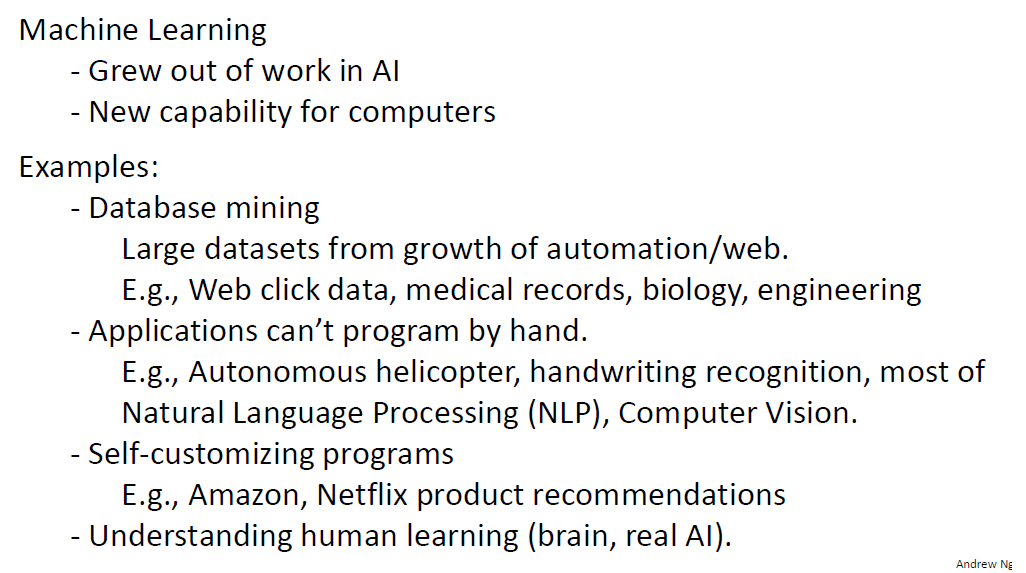 Machine Learning
- Grew out of work in AI
- New capability for computers
Examples:
- Database mining
Large datasets from growth of automation/web.
E.g., Web click data, medical records, biology, engineering
- Applications can’t program by hand.
E.g., Autonomous helicopter, handwriting recognition, most of
Natural Language Processing (NLP), Computer Vision.
- Self-customizing programs
E.g., Amazon, Netflix product recommendations
- Understanding human learning (brain, real AI).
Andrew Ng